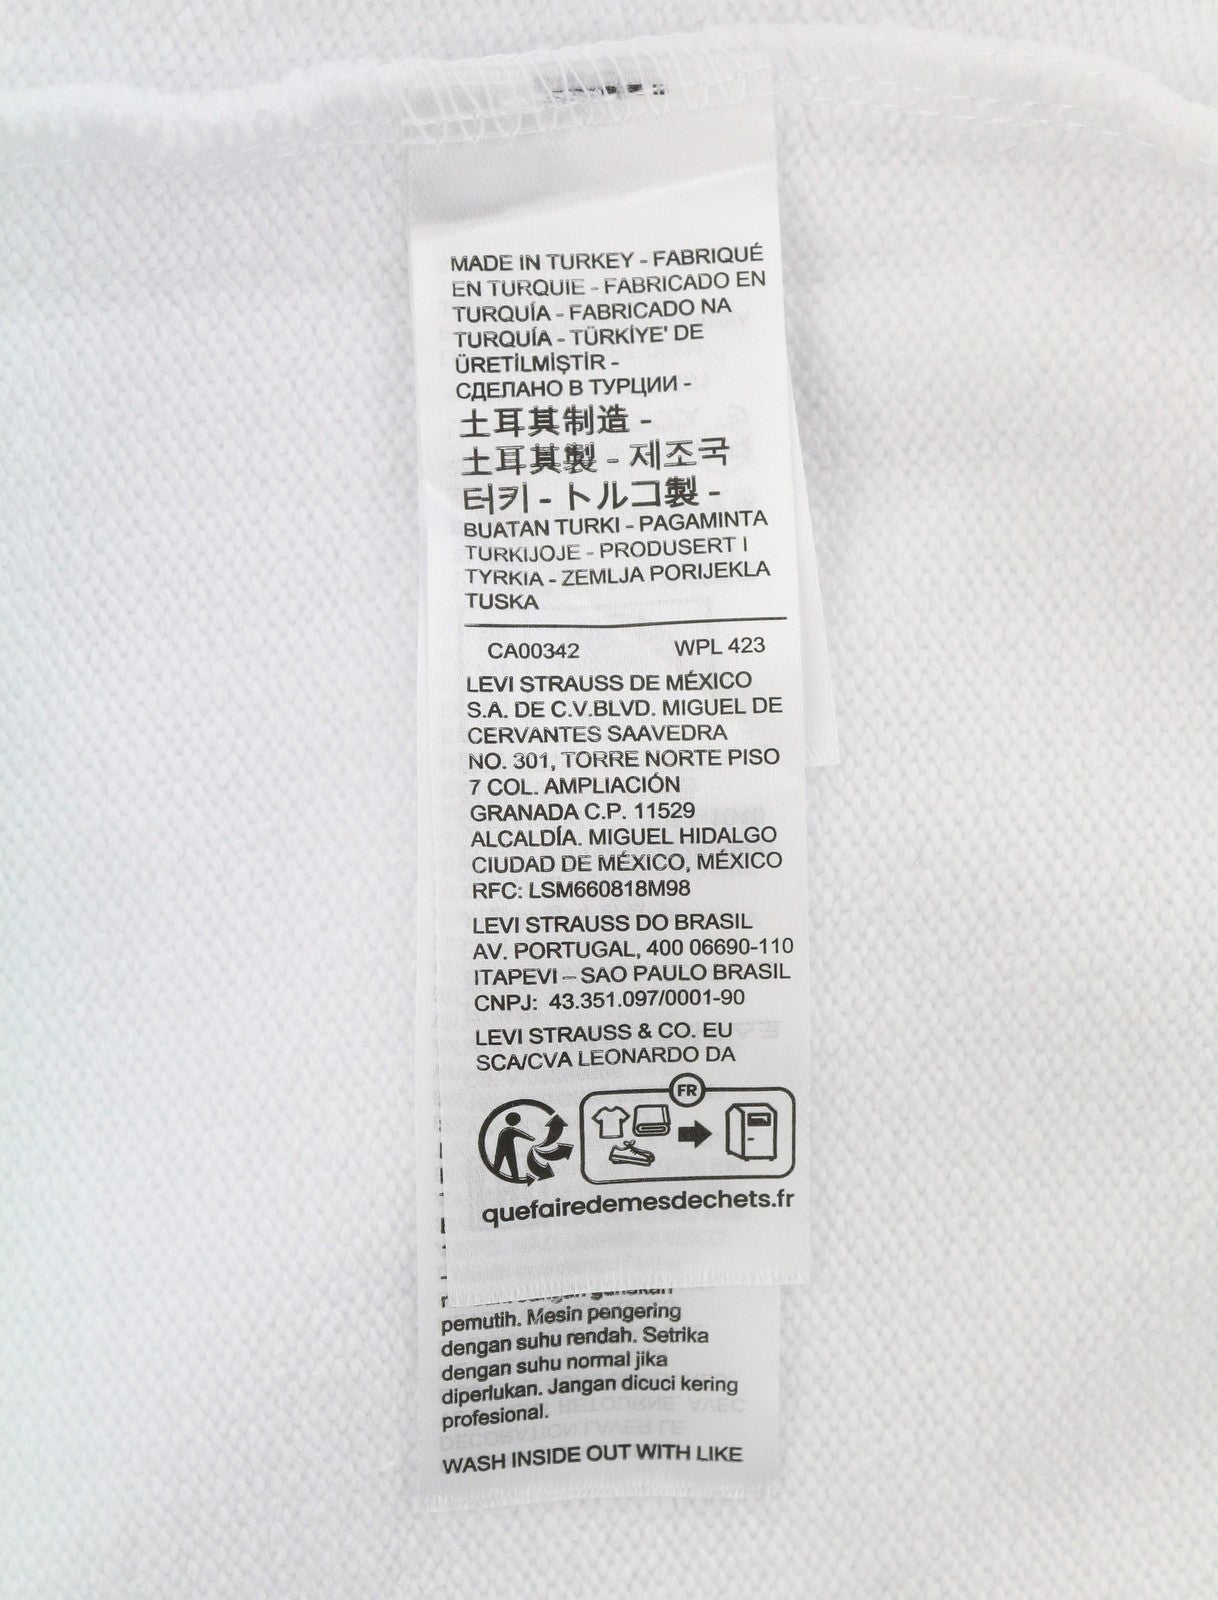 MADE IN TURKEY - FABRIQUÉ
EN TURQUIE - FABRICADO EN
TURQUÍA - FABRICADO NA
TURQUÍA - TÜRKİYE' DE
ÜRETİLMİŞTİR -
СДЕЛАНО В ТУРЦИИ -
土耳其制造 -
土耳其製 - 제조국
터키 - トルコ製 -
BUATAN TURKI - PAGAMINTA
TURKIJOJE - PRODUSERT I
TYRKIA - ZEMLJA PORIJEKLA
TUSKA
CA00342 WPL 423
LEVI STRAUSS DE MÉXICO
S.A. DE C.V.BLVD. MIGUEL DE
CERVANTES SAAVEDRA
NO. 301, TORRE NORTE PISO
7 COL. AMPLIACIÓN
GRANADA C.P. 11529
ALCALDÍA. MIGUEL HIDALGO
CIUDAD DE MÉXICO, MÉXICO
RFC: LSM660818M98
LEVI STRAUSS DO BRASIL
AV. PORTUGAL, 400 06690-110
ITAPEVI – SAO PAULO BRASIL
CNPJ: 43.351.097/0001-90
LEVI STRAUSS & CO. EU
SCA/CVA LEONARDO DA
FR
quefairedemesdechets.fr
pemutih. Mesin pengering
dengan suhu rendah. Setrika
dengan suhu normal jika
diperlukan. Jangan dicuci kering
profesional.
WASH INSIDE OUT WITH LIKE